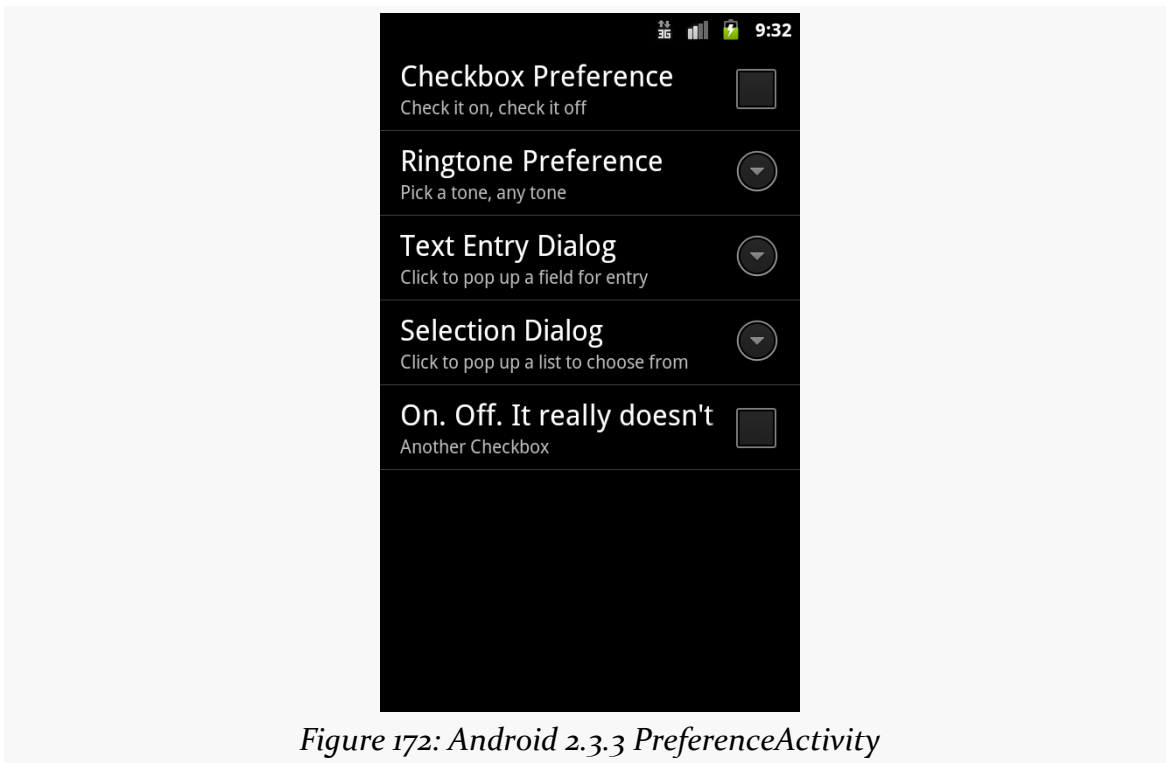 3G 9:32
Checkbox Preference
Check it on, check it off
Ringtone Preference
Pick a tone, any tone
Text Entry Dialog
Click to pop up a field for entry
Selection Dialog
Click to pop up a list to choose from
On. Off. It really doesn't
Another Checkbox
Figure 172: Android 2.3.3 PreferenceActivity